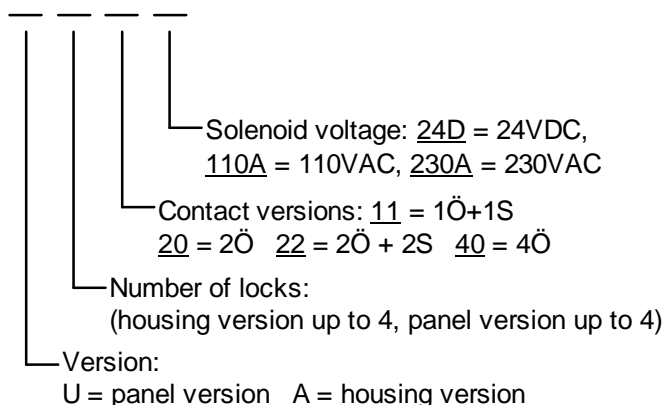 Solenoid voltage: 24D = 24VDC,
110A = 110VAC, 230A = 230VAC
Contact versions: 11 = 1Ö+1S
20 = 2Ö 22 = 2Ö + 2S 40 = 4Ö
Number of locks:
(housing version up to 4, panel version up to 4)
Version:
U = panel version A = housing version